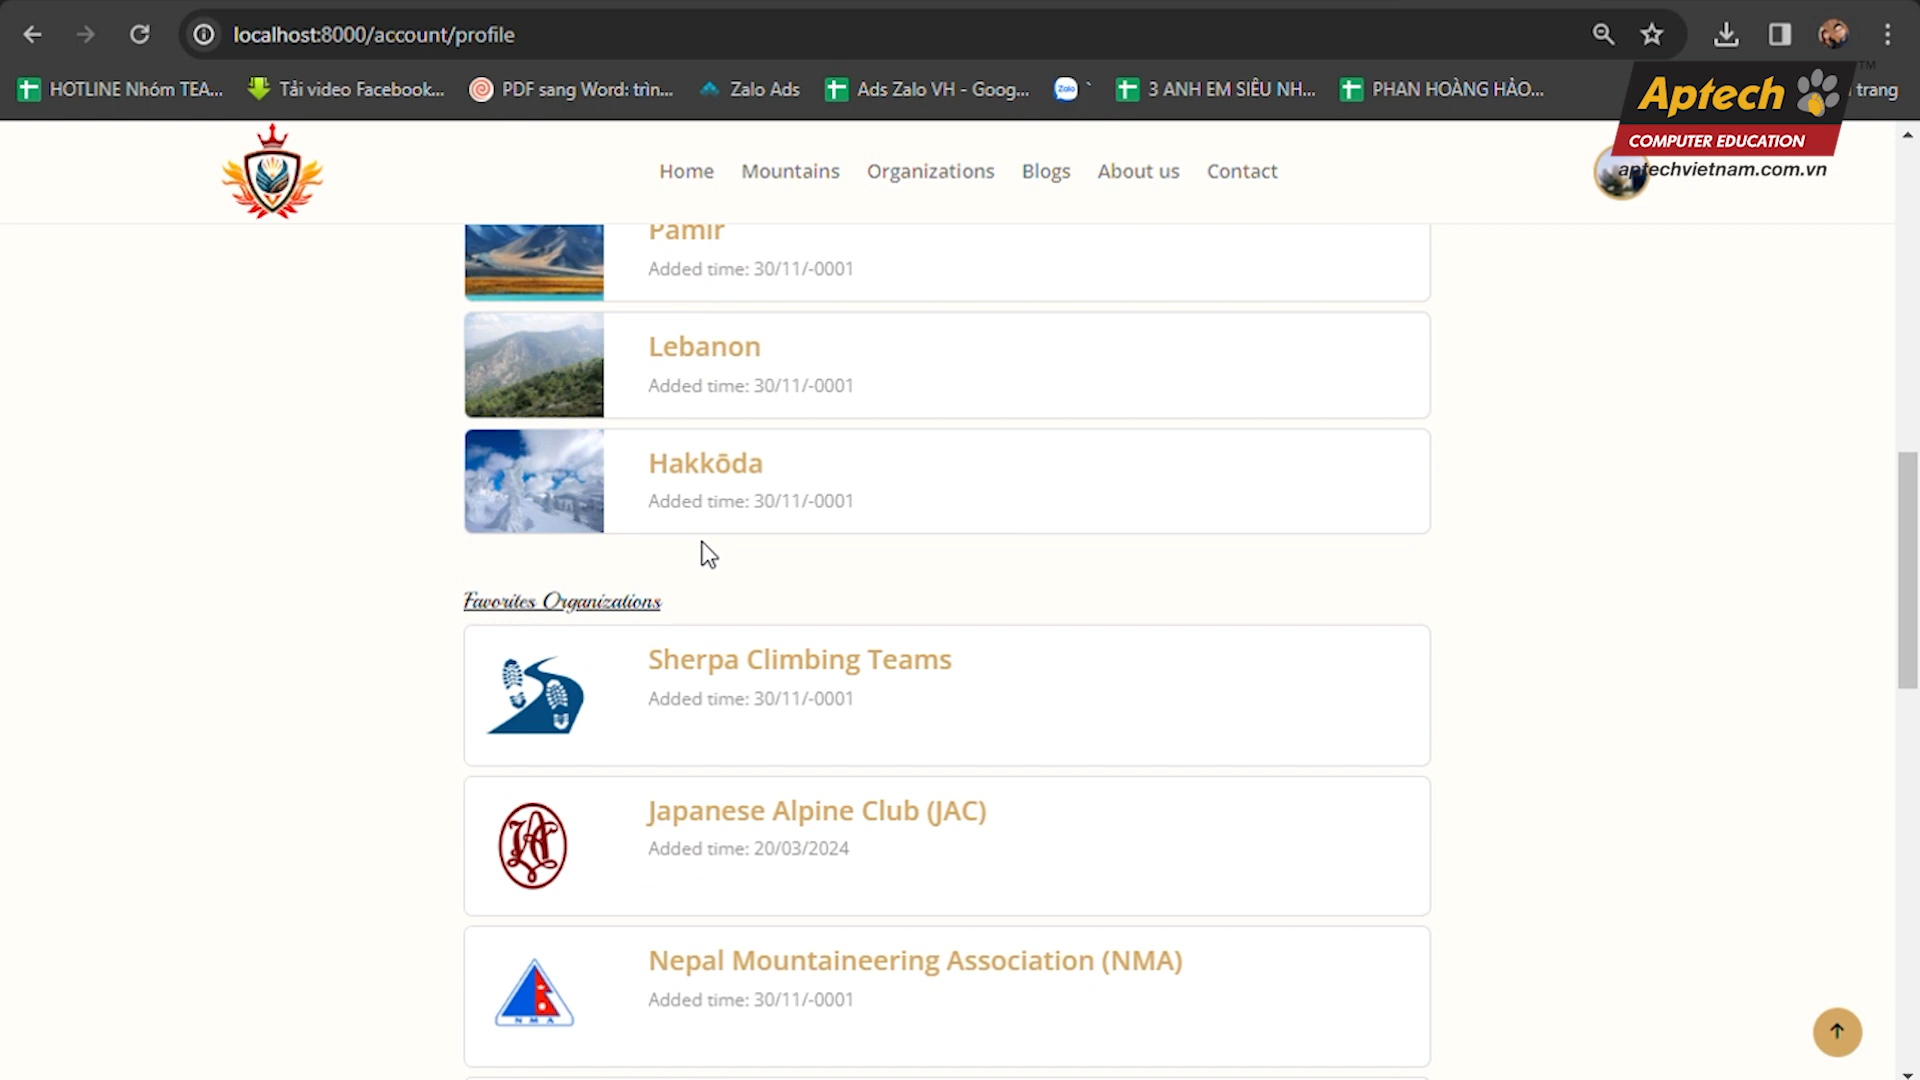 localhost:8000/account/profile
HOTLINE Nhóm TEA...
Tải video Facebook...
PDF sang Word: trìn...
Zalo Ads
Ads Zalo VH - Goog...
Zalo
3 ANH EM SIÊU NH...
PHAN HOÀNG HẢO...
trang
Aptech
TM
COMPUTER EDUCATION
aptechvietnam.com.vn
Home
Mountains
Organizations
Blogs
About us
Contact
Pamir
Added time: 30/11/-0001
Lebanon
Added time: 30/11/-0001
Hakkōda
Added time: 30/11/-0001
Favorites Organizations
Sherpa Climbing Teams
Added time: 30/11/-0001
Japanese Alpine Club (JAC)
Added time: 20/03/2024
Nepal Mountaineering Association (NMA)
Added time: 30/11/-0001
N M A